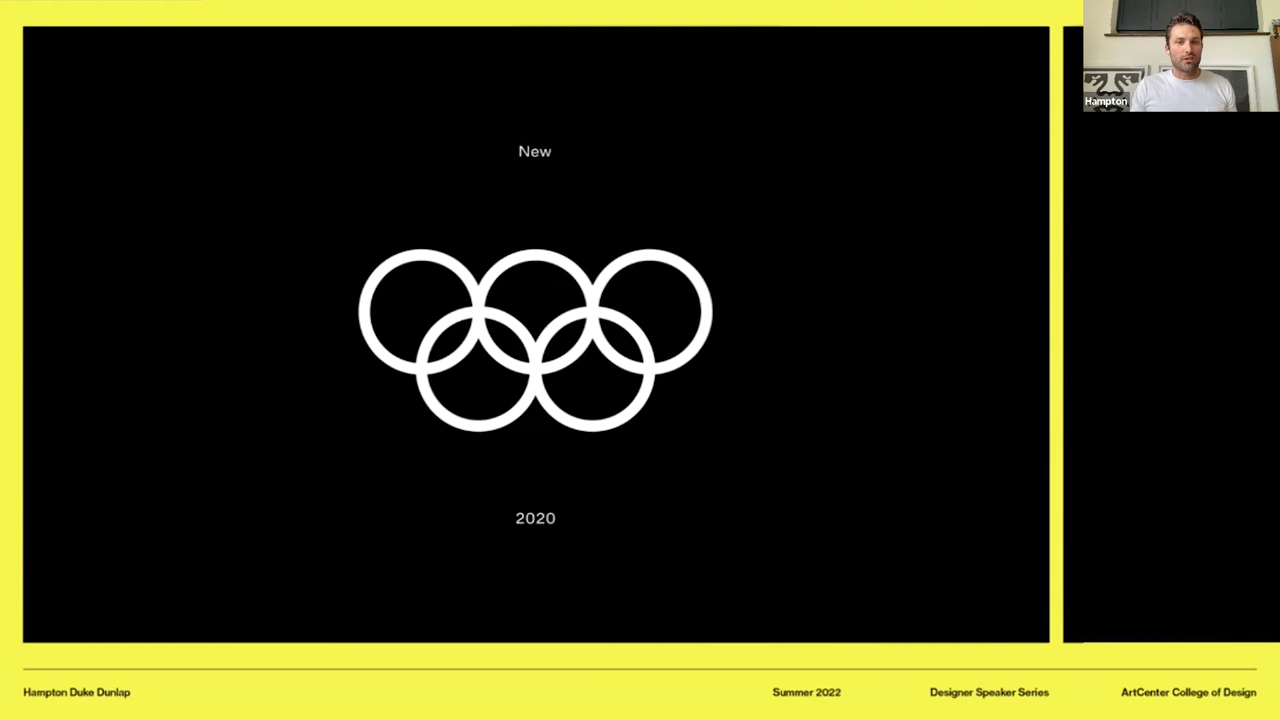 New
2020
Hampton
Hampton Duke Dunlap
Summer 2022
Designer Speaker Series
ArtCenter College of Design